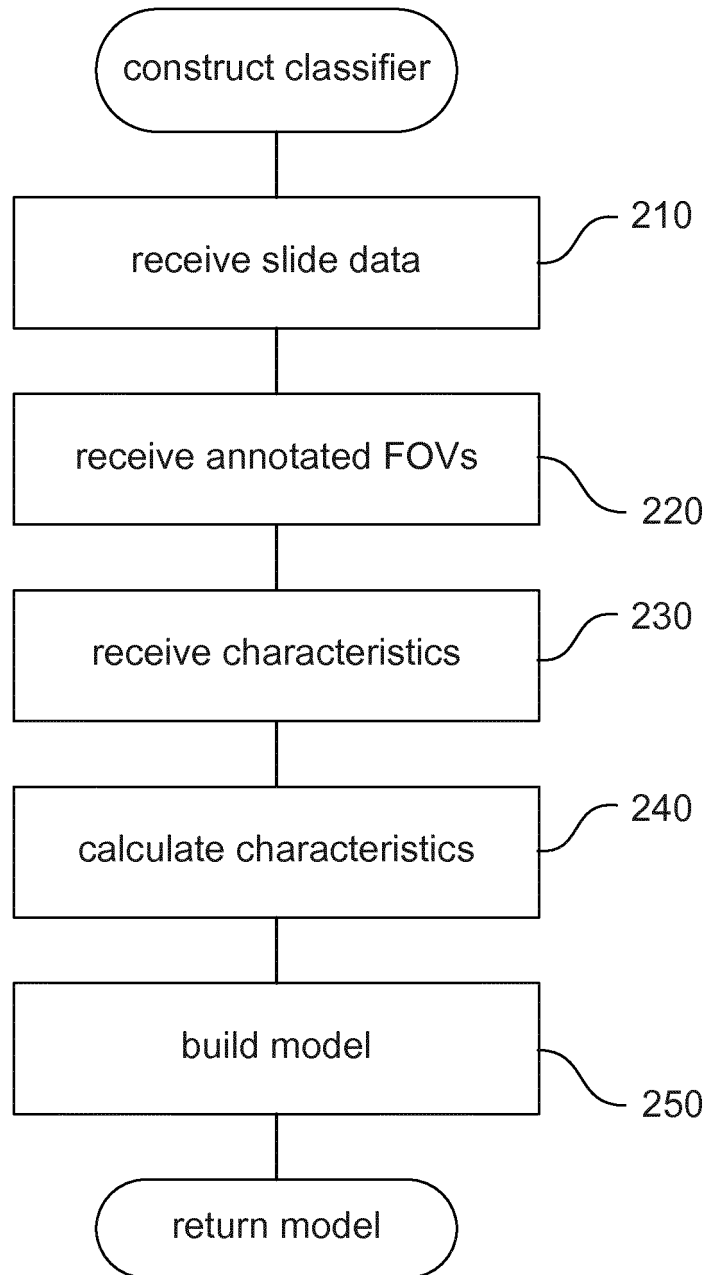 construct classifier
receive slide data
210
receive annotated FOVs
220
receive characteristics
230
calculate characteristics
240
build model
250
return model